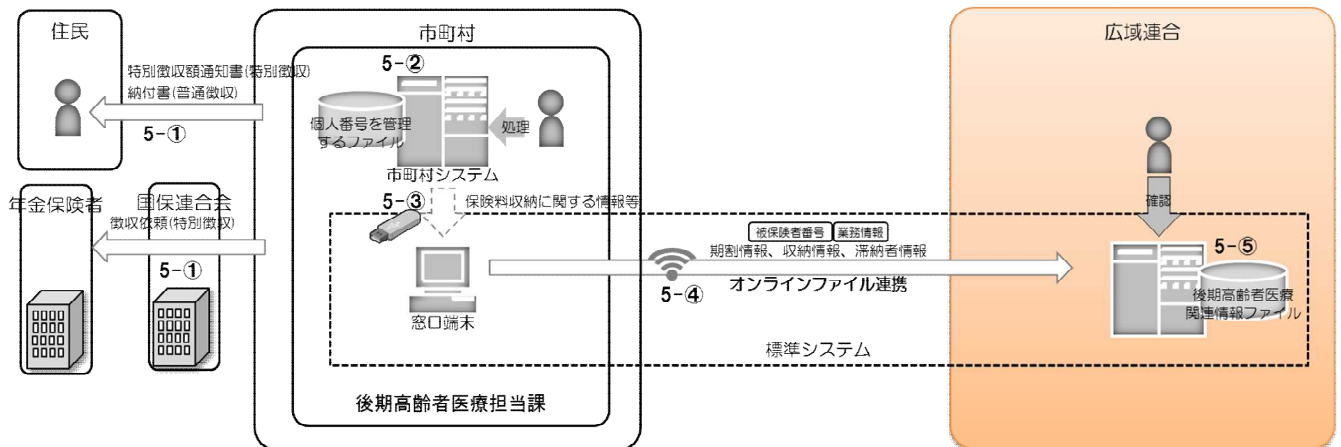 住民
特別徴収額通知書(特別徴収)
納付書(普通徴収)
5-①
年金保険者
国保連合会
徴収依頼(特別徴収)
5-①
市町村
5-②
個人番号を管理
するファイル
処理
市町村システム
5-③
保険料収納に関する情報等
窓口端末
後期高齢者医療担当課
被保険者番号 業務情報
期割情報、収納情報、滞納者情報
5-④
オンラインファイル連携
標準システム
広域連合
確認
5-⑤
後期高齢者医療
関連情報ファイル